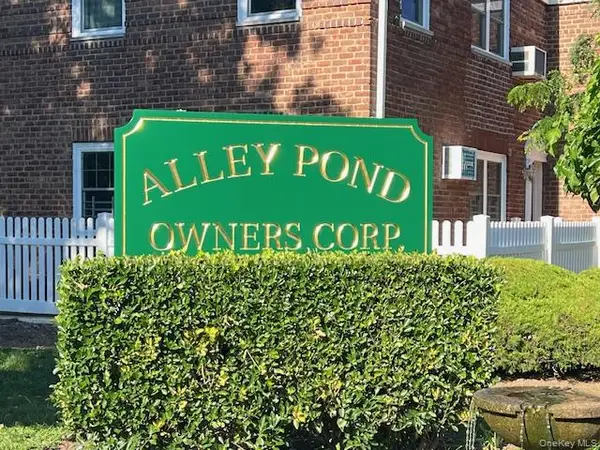 ALLEY POND
OWNERS CORP.
OneKey MLS